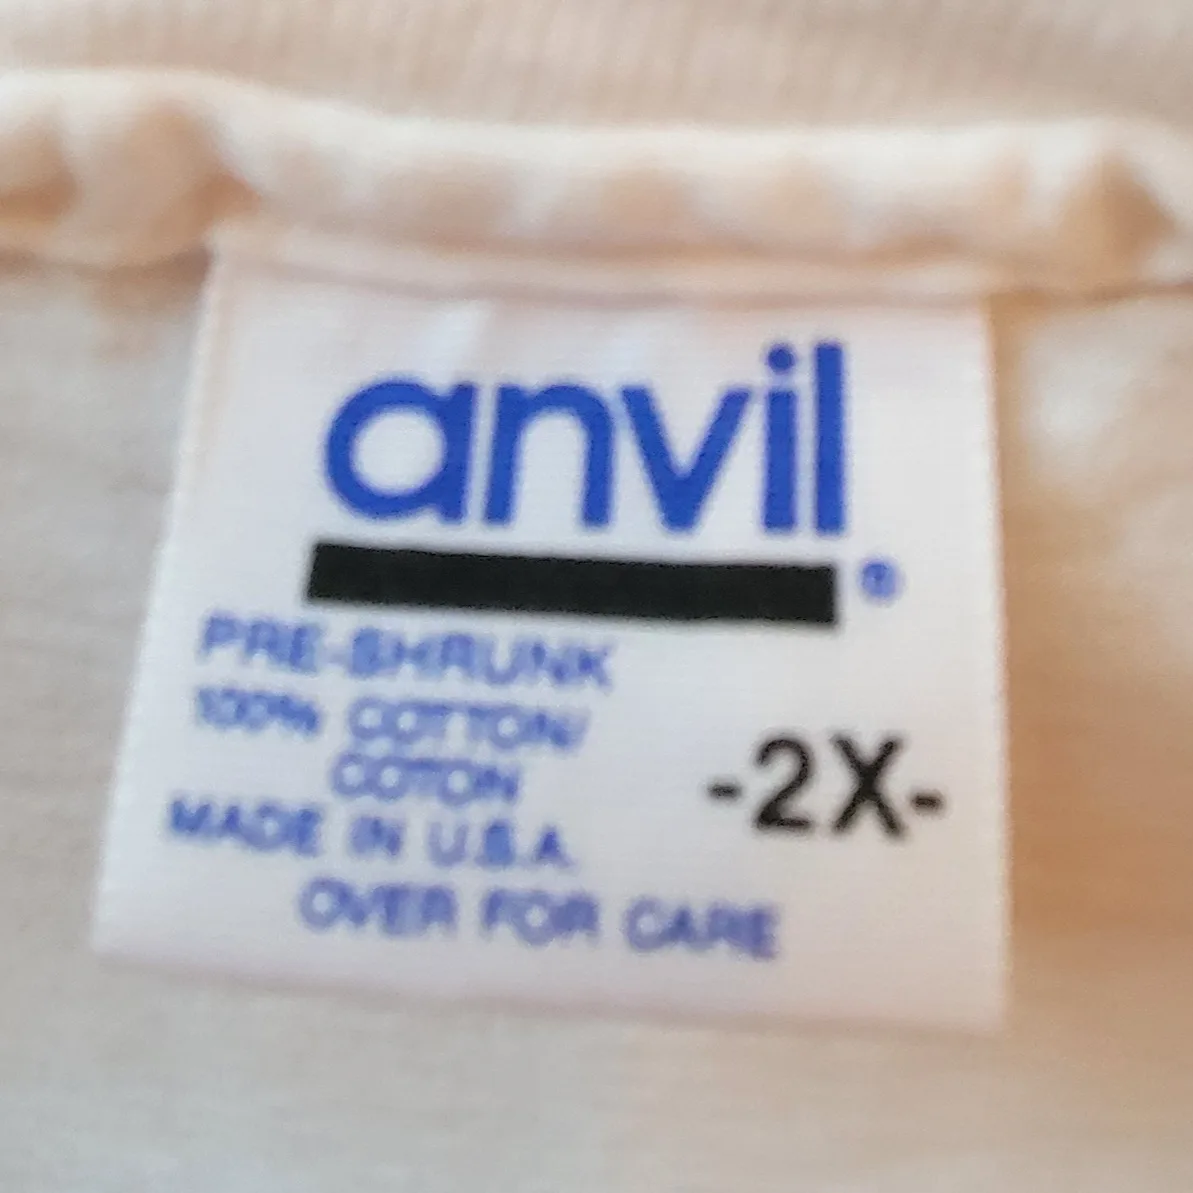 anvil®
PRE-SHRUNK
100% COTTON/
COTON
-2X-
MADE IN U.S.A.
OVER FOR CARE